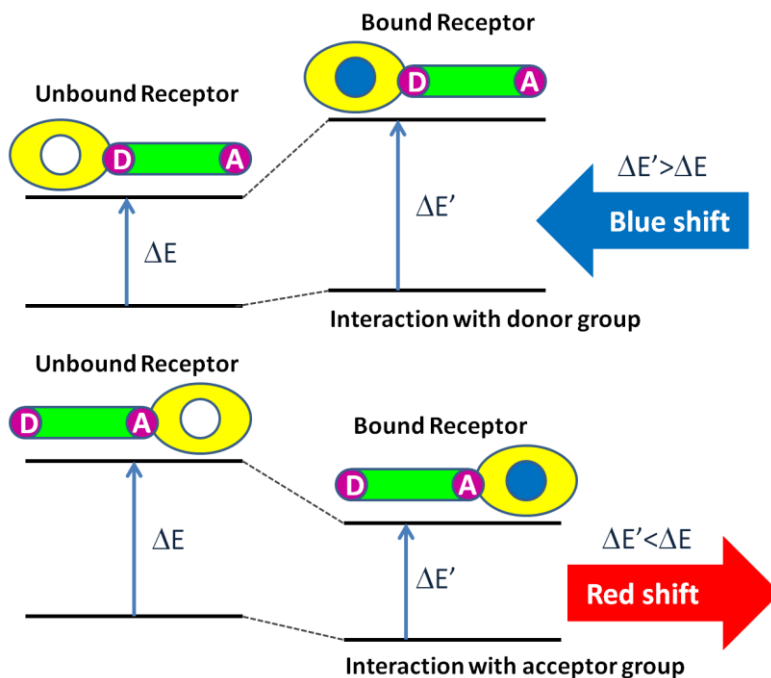 Bound Receptor
Unbound Receptor
D A
D A
ΔE'>ΔE
Blue shift
ΔE
ΔE'
Interaction with donor group
Unbound Receptor
D A
Bound Receptor
D A
ΔE
ΔE'
ΔE'<ΔE
Red shift
Interaction with acceptor group